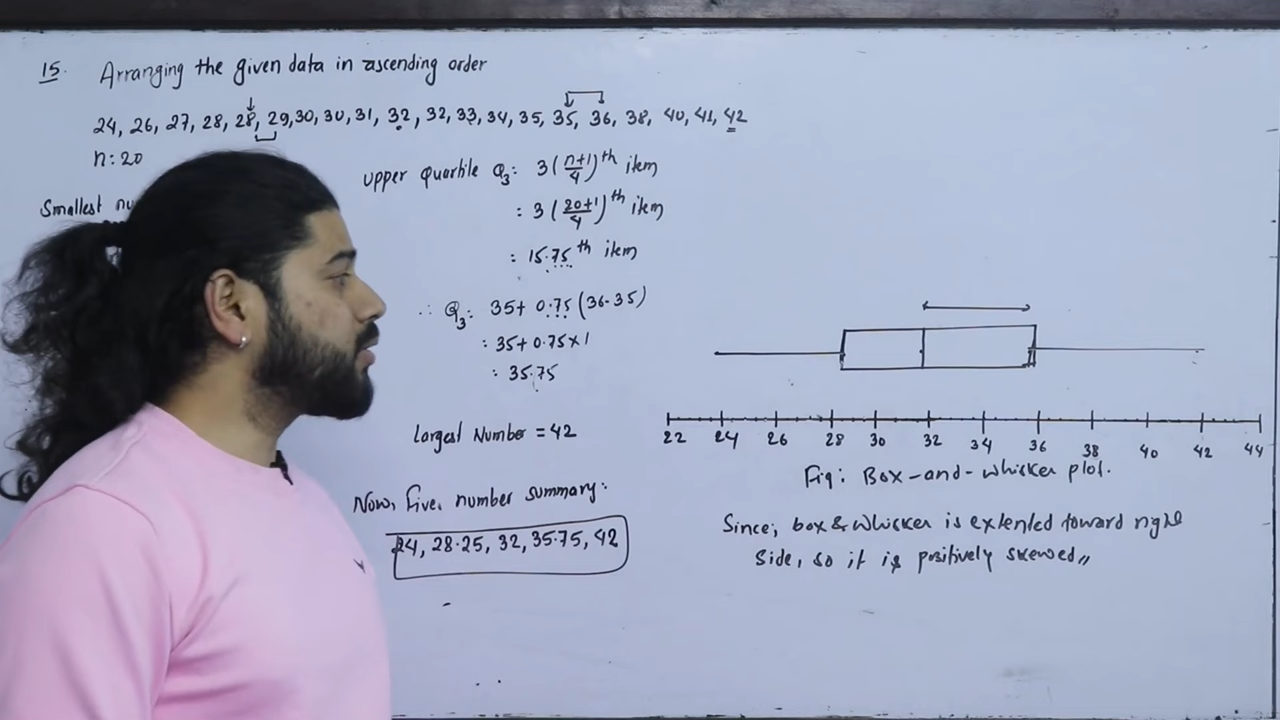 15. Arranging the given data in ascending order
24, 26, 27, 28, 28, 29, 30, 30, 31, 32, 32, 33, 34, 35, 35, 36, 38, 40, 41, 42
n: 20
Smallest nu
Upper quartile Q₃: 3(n+1/4)th item
: 3(20+1/4)th item
: 15.75th item
∴ Q₃: 35+ 0.75(36-35)
: 35+0.75×1
: 35.75
Largest Number = 42
Now, Five, number summary:
24, 28.25, 32, 35.75, 42
22 24 26 28 30 32 34 36 38 40 42 44
Fig: Box-and-whisker plot.
Since, box & whisker is extended toward right
side, so it is positively skewed,,